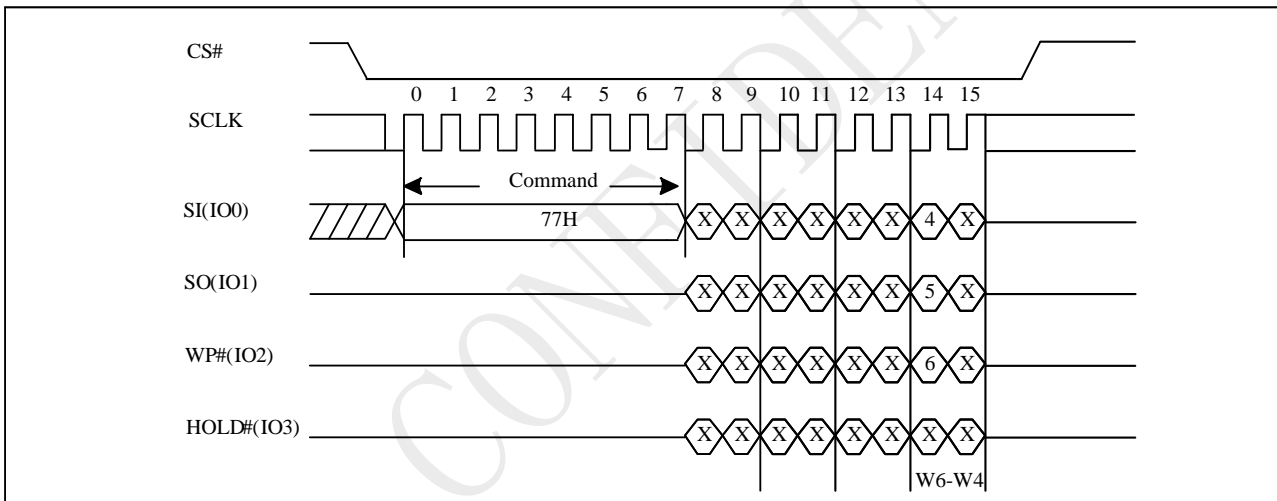 CS#
0 1 2 3 4 5 6 7 8 9 10 11 12 13 14 15
SCLK
Command
SI(IO0) 77H X X X X X X 4 X
SO(IO1) X X X X X X 5 X
WP#(IO2) X X X X X X 6 X
HOLD#(IO3) X X X X X X X X
W6-W4